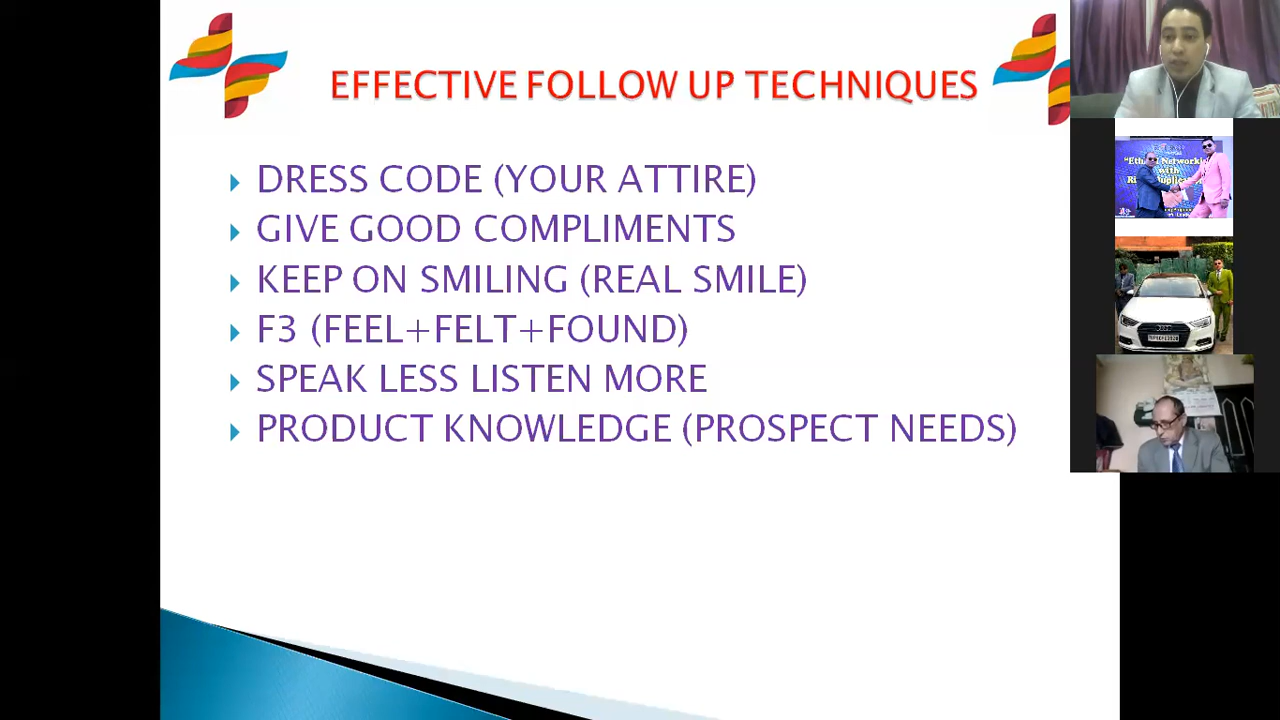 EFFECTIVE FOLLOW UP TECHNIQUES
DRESS CODE (YOUR ATTIRE)
GIVE GOOD COMPLIMENTS
KEEP ON SMILING (REAL SMILE)
F3 (FEEL+FELT+FOUND)
SPEAK LESS LISTEN MORE
PRODUCT KNOWLEDGE (PROSPECT NEEDS)
with